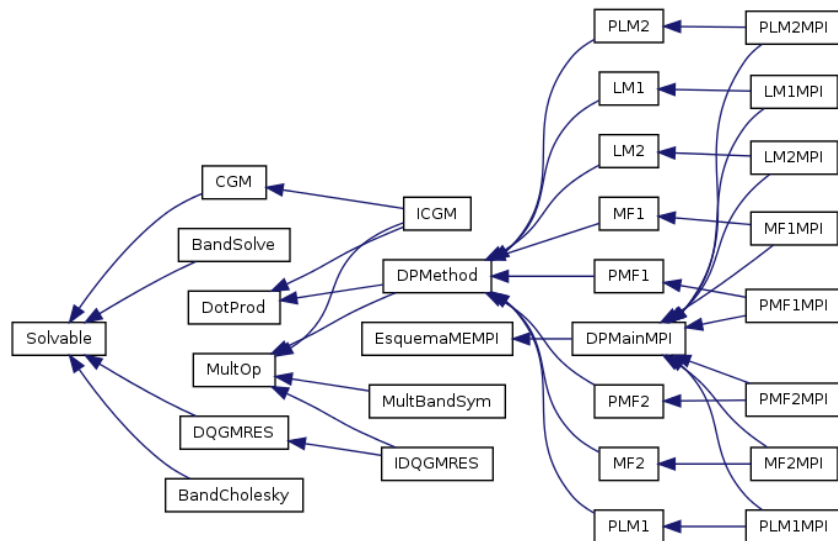 PLM2
PLM2MPI
LM1
LM1MPI
LM2
LM2MPI
CGM
ICGM
MF1
MF1MPI
BandSolve
DPMethod
PMF1
DotProd
PMF1MPI
Solvable
EsquemaMEMPI
DPMainMPI
MultOp
MultBandSym
PMF2
PMF2MPI
DQGMRES
IDQGMRES
MF2
MF2MPI
BandCholesky
PLM1
PLM1MPI